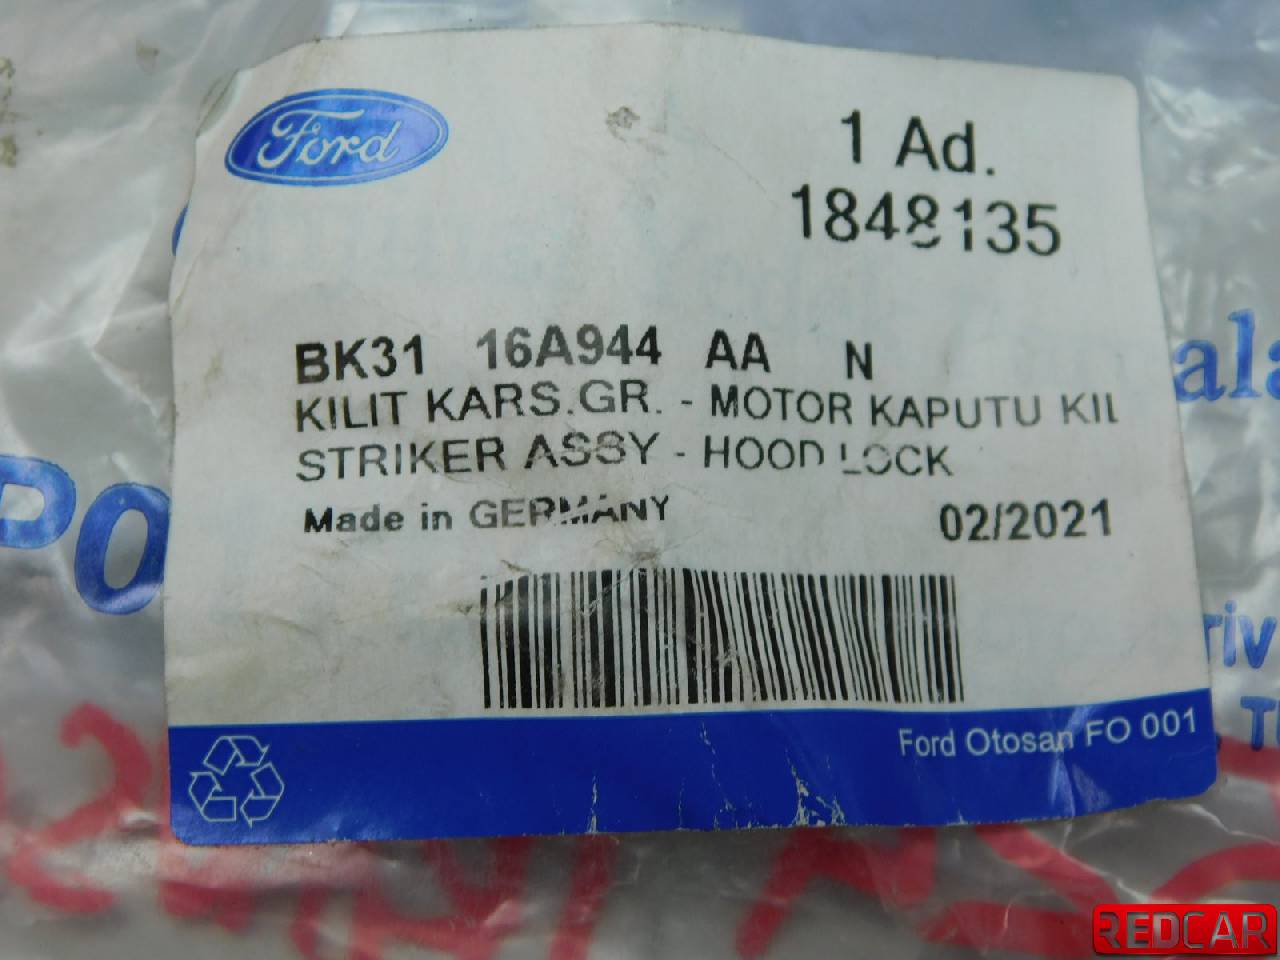 Ford
1 Ad.
1848135
BK31 16A944 AA N
KILIT KARS.GR. - MOTOR KAPUTU KIL
STRIKER ASSY - HOOD LOCK
Made in GERMANY
02/2021
Ford Otosan FO 001
REDCAR